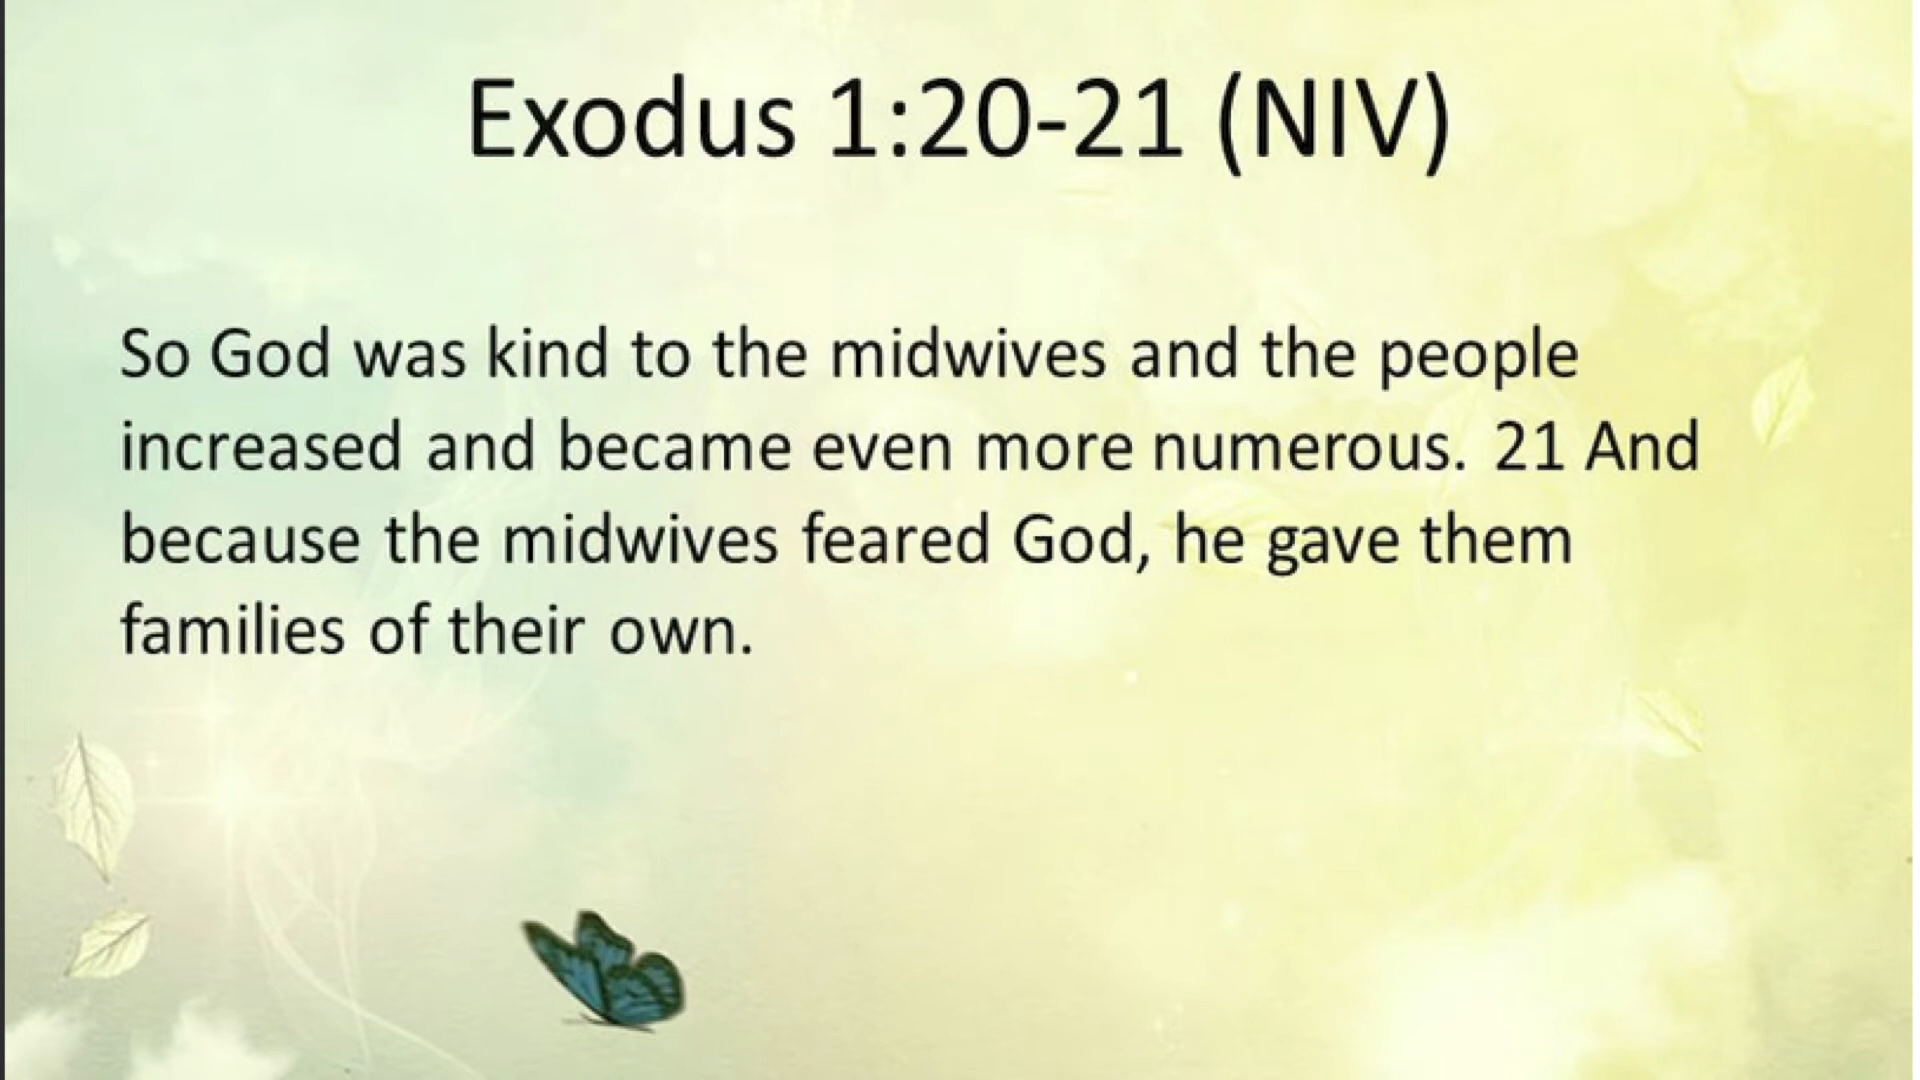 Exodus 1:20-21 (NIV)
So God was kind to the midwives and the people
increased and became even more numerous. 21 And
because the midwives feared God, he gave them
families of their own.